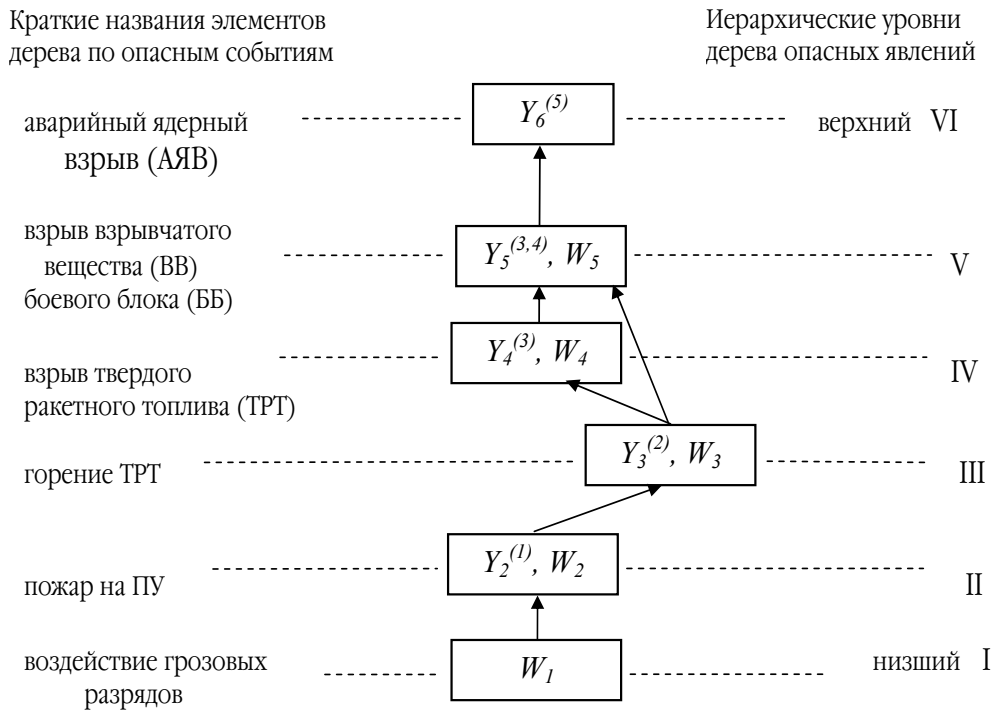 Краткие названия элементов
дерева по опасным событиям
Иерархические уровни
дерева опасных явлений
аварийный ядерный
взрыв (АЯВ)
Y₆⁽⁵⁾
верхний VI
взрыв взрывчатого
вещества (ВВ)
боевого блока (ББ)
Y₅⁽³,⁴⁾, W₅
V
взрыв твердого
ракетного топлива (ТРТ)
Y₄⁽³⁾, W₄
IV
горение ТРТ
Y₃⁽²⁾, W₃
III
пожар на ПУ
Y₂⁽¹⁾, W₂
II
воздействие грозовых
разрядов
W₁
низший I